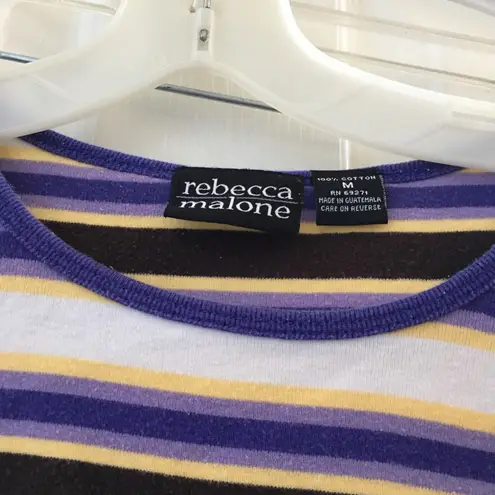 rebecca
malone
100% COTTON
M
RN 69271
MADE IN GUATEMALA
CARE ON REVERSE